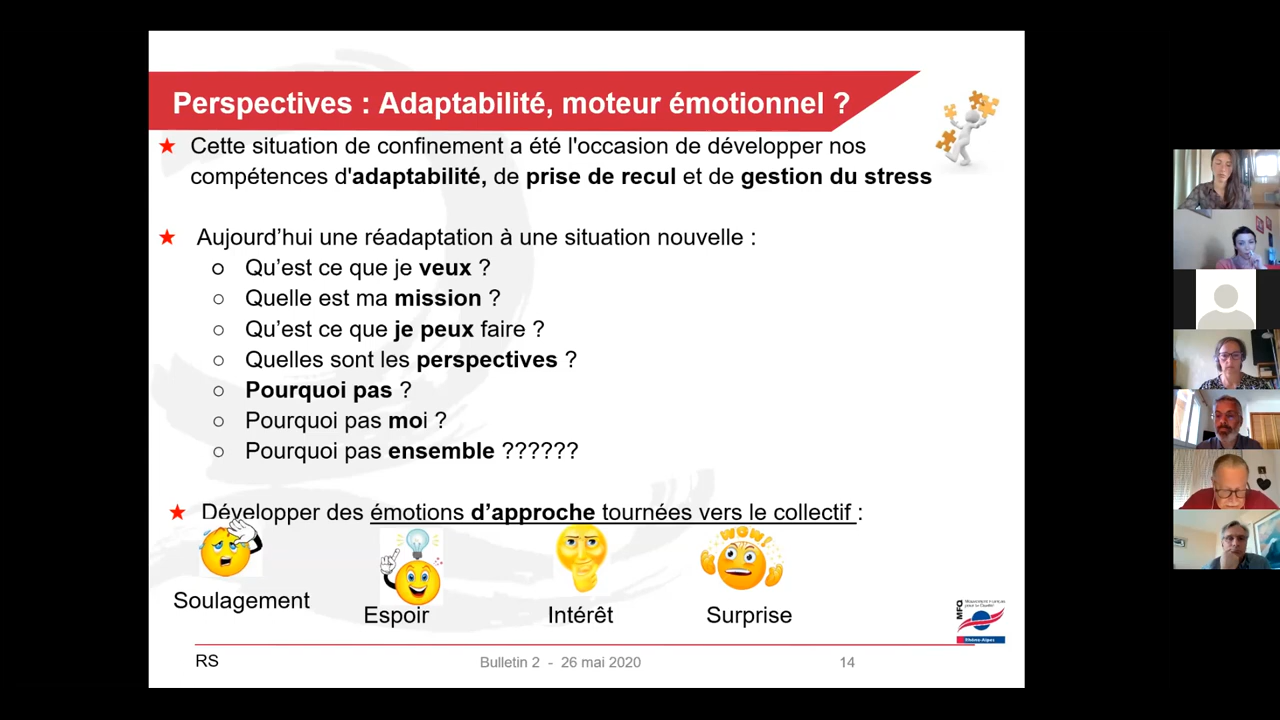 Perspectives : Adaptabilité, moteur émotionnel ?
Cette situation de confinement a été l'occasion de développer nos
compétences d'adaptabilité, de prise de recul et de gestion du stress
Aujourd’hui une réadaptation à une situation nouvelle :
Qu’est ce que je veux ?
Quelle est ma mission ?
Qu’est ce que je peux faire ?
Quelles sont les perspectives ?
Pourquoi pas ?
Pourquoi pas moi ?
Pourquoi pas ensemble ??????
Développer des émotions d’approche tournées vers le collectif :
WOW!
Soulagement
Espoir
Intérêt
Surprise
MFQ
Rhône-Alpes
RS
Bulletin 2 - 26 mai 2020
14